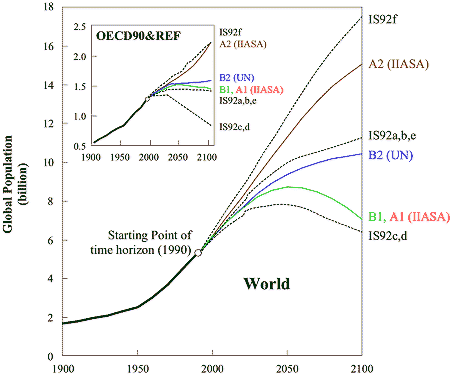 18
16
14
12
10
8
6
4
2
0
Global Population
(billion)
OECD90&REF
2.5
2.0
1.5
1.0
0.5
1900
1950
2000
2050
2100
IS92f
A2 (IIASA)
B2 (UN)
B1, A1 (IIASA)
IS92a,b,e
IS92c,d
IS92f
A2 (IIASA)
IS92a,b,e
B2 (UN)
B1, A1 (IIASA)
IS92c,d
Starting Point of
time horizon (1990)
World
1900
1950
2000
2050
2100